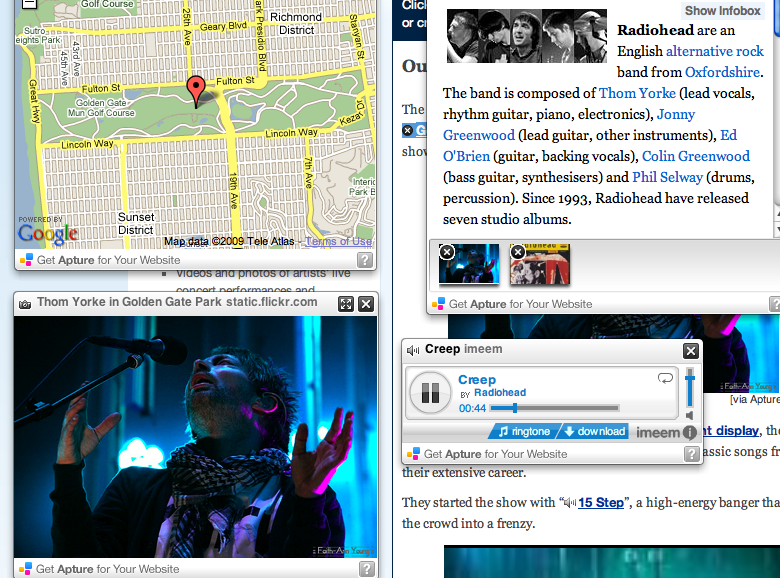 Golf Course
Richmond
District
Geary Blvd
25th Ave
Park Presidio Blvd
Stanyan St
Sutro
eights Park
43rd Ave
45th Ave
Fulton St
Fulton St
Great Hwy
Golden Gate
Mun Golf Course
Lincoln Way
Lincoln Way
Kezar
19th Ave
7th Ave
Sunset
District
POWERED BY
Google
Map data ©2009 Tele Atlas - Terms of Use
Get Apture for Your Website ?
Videos and photos of artists' live
concert performances and
Thom Yorke in Golden Gate Park static.flickr.com
Get Apture for Your Website ?
Clic
or cr
Ou
The
G
show
Show Infobox
Radiohead are an
English alternative rock
band from Oxfordshire.
The band is composed of Thom Yorke (lead vocals,
rhythm guitar, piano, electronics), Jonny
Greenwood (lead guitar, other instruments), Ed
O'Brien (guitar, backing vocals), Colin Greenwood
(bass guitar, synthesisers) and Phil Selway (drums,
percussion). Since 1993, Radiohead have released
seven studio albums.
Get Apture for Your Website ?
[via Apture
Creep imeem
Creep
BY Radiohead
00:44
ringtone download imeem i
Get Apture for Your Website ?
nt display, the
assic songs fr
their extensive career.
They started the show with “15 Step”, a high-energy banger tha
the crowd into a frenzy.